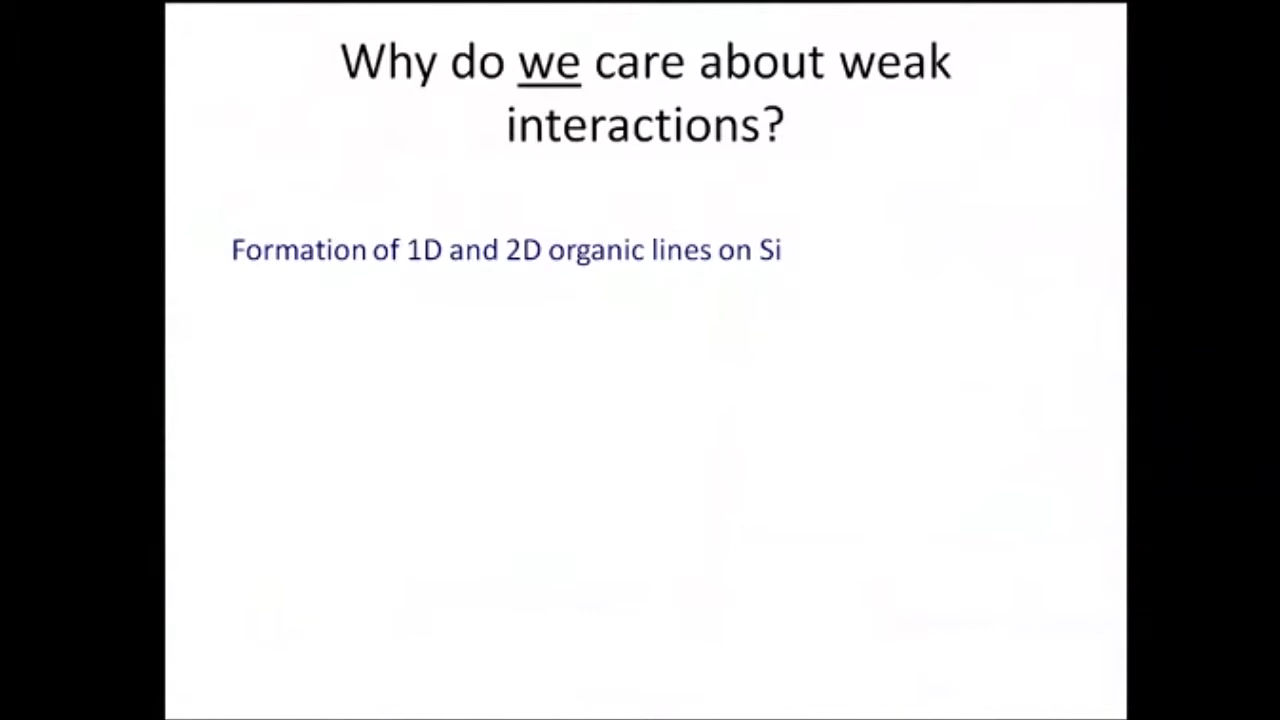 Why do we care about weak
interactions?
Formation of 1D and 2D organic lines on Si